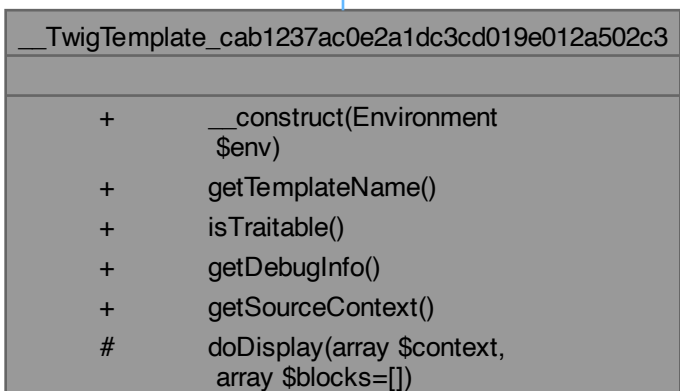 __TwigTemplate_cab1237ac0e2a1dc3cd019e012a502c3
+ __construct(Environment
$env)
+ getTemplateName()
+ isTraitable()
+ getDebugInfo()
+ getSourceContext()
# doDisplay(array $context,
array $blocks=[])